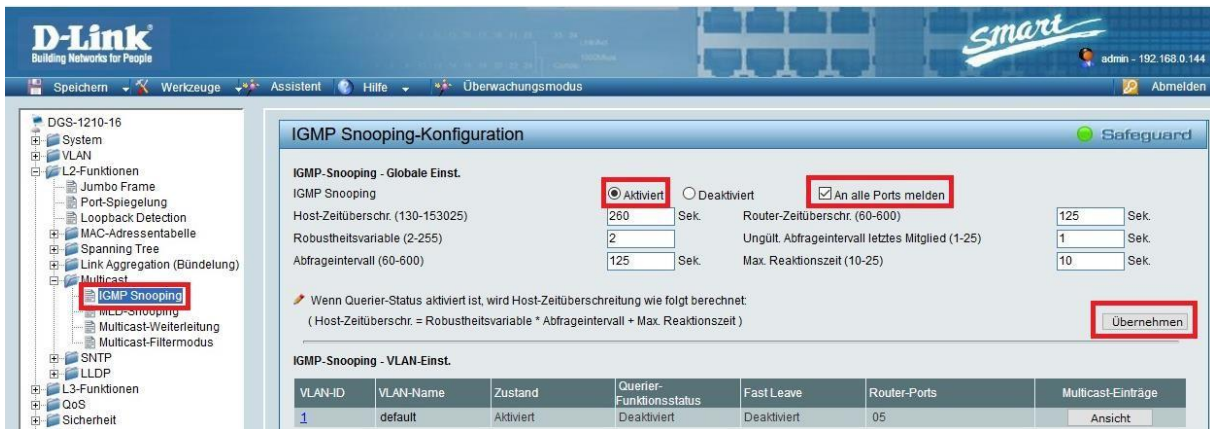 D-Link
Building Networks for People
smart
admin - 192.168.0.144
Speichern Werkzeuge Assistent Hilfe Überwachungsmodus Abmelden
DGS-1210-16
System
VLAN
L2-Funktionen
Jumbo Frame
Port-Spiegelung
Loopback Detection
MAC-Adressentabelle
Spanning Tree
Link Aggregation (Bündelung)
Multicast
IGMP Snooping
MLD-Snooping
Multicast-Weiterleitung
Multicast-Filtermodus
SNTP
LLDP
L3-Funktionen
QoS
Sicherheit
IGMP Snooping-Konfiguration Safeguard
IGMP-Snooping - Globale Einst.
IGMP Snooping Aktiviert Deaktiviert An alle Ports melden
Host-Zeitüberschr. (130-153025) 260 Sek. Router-Zeitüberschr. (60-600) 125 Sek.
Robustheitsvariable (2-255) 2 Ungült. Abfrageintervall letztes Mitglied (1-25) 1 Sek.
Abfrageintervall (60-600) 125 Sek. Max. Reaktionszeit (10-25) 10 Sek.
Wenn Querier-Status aktiviert ist, wird Host-Zeitüberschreitung wie folgt berechnet:
( Host-Zeitüberschr. = Robustheitsvariable * Abfrageintervall + Max. Reaktionszeit )
Übernehmen
IGMP-Snooping - VLAN-Einst.
VLAN-ID VLAN-Name Zustand Querier-Funktionsstatus Fast Leave Router-Ports Multicast-Einträge
1 default Aktiviert Deaktiviert Deaktiviert 05 Ansicht